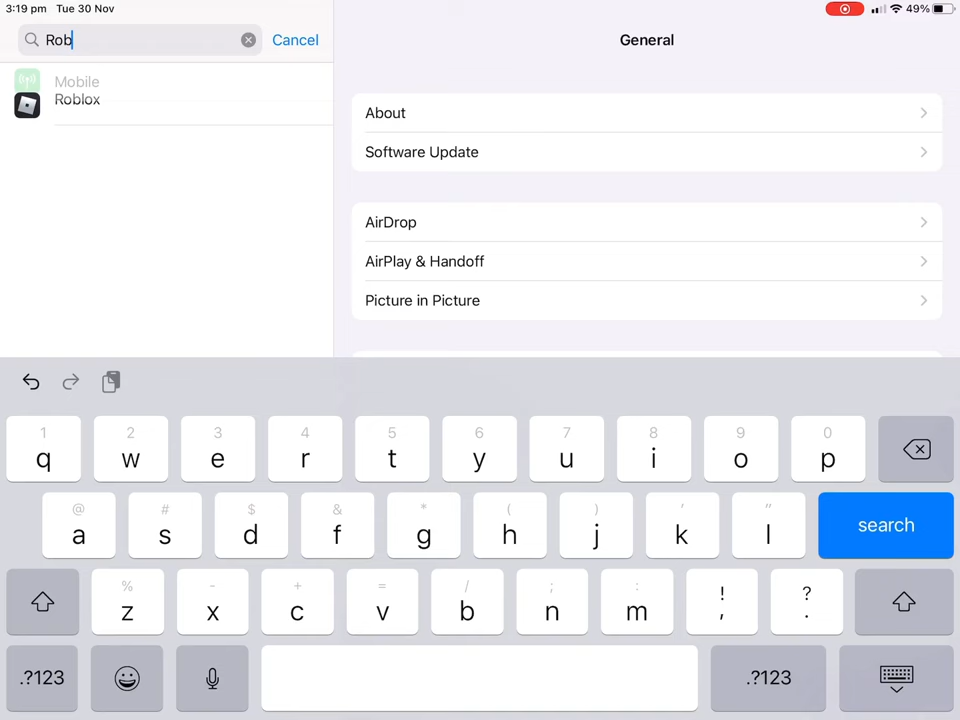 3:19 pm Tue 30 Nov
49%
Rob
Cancel
Mobile
Roblox
General
About
Software Update
AirDrop
AirPlay & Handoff
Picture in Picture
1 2 3 4 5 6 7 8 9 0
q w e r t y u i o p
@ # $ & * ( ) ' "
a s d f g h j k l search
% - + = / ; : ! ?
z x c v b n m , .
.?123 .?123